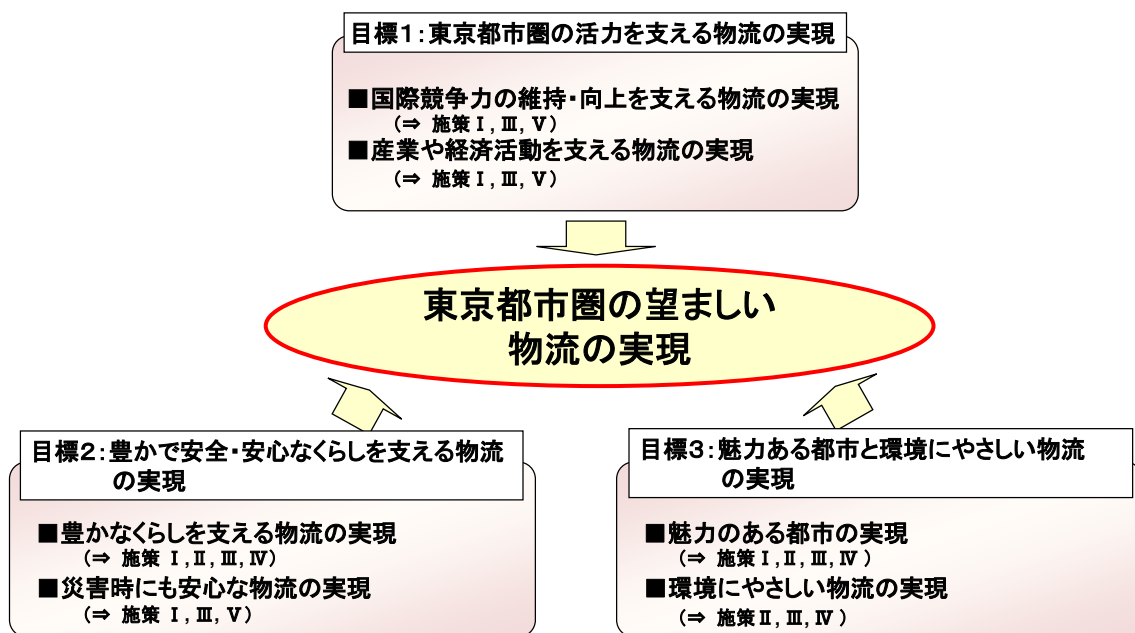 目標1:東京都市圏の活力を支える物流の実現
■国際競争力の維持・向上を支える物流の実現
(⇒ 施策Ⅰ,Ⅲ,Ⅴ)
■産業や経済活動を支える物流の実現
(⇒ 施策Ⅰ,Ⅲ,Ⅴ)
東京都市圏の望ましい
物流の実現
目標2:豊かで安全・安心なくらしを支える物流
の実現
■豊かなくらしを支える物流の実現
(⇒ 施策 Ⅰ,Ⅱ,Ⅲ,Ⅳ)
■災害時にも安心な物流の実現
(⇒ 施策 Ⅰ,Ⅲ,Ⅴ)
目標3:魅力ある都市と環境にやさしい物流
の実現
■魅力のある都市の実現
(⇒ 施策Ⅰ,Ⅱ,Ⅲ,Ⅳ)
■環境にやさしい物流の実現
(⇒ 施策Ⅱ,Ⅲ,Ⅳ)